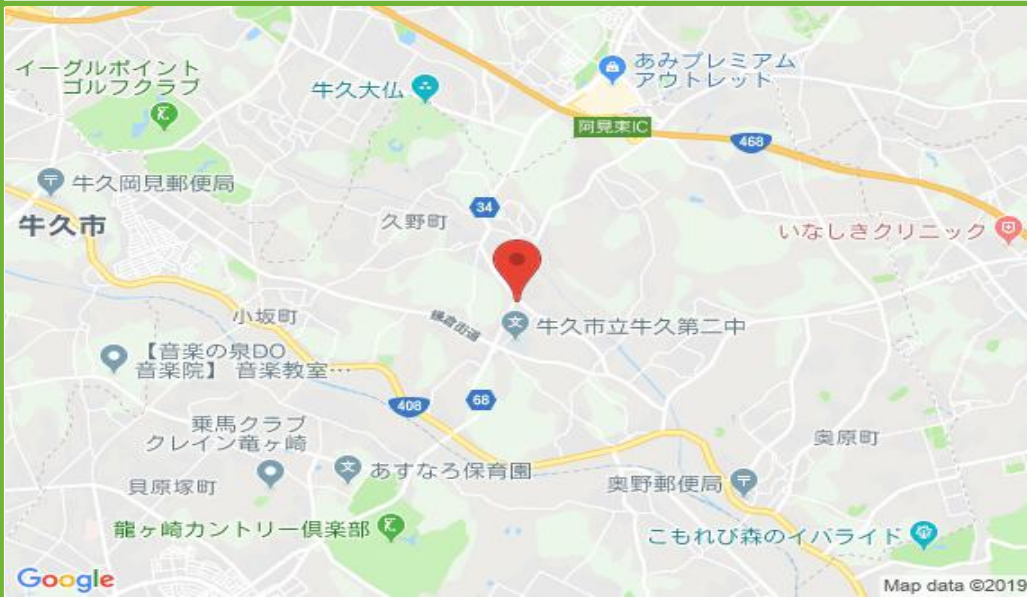 イーグルポイント
ゴルフクラブ
牛久大仏
あみプレミアム
アウトレット
阿見東IC
468
牛久岡見郵便局
牛久市
久野町
34
いなしきクリニック
小坂町
鎌倉街道
牛久市立牛久第二中
【音楽の泉DO
音楽院】 音楽教室…
408
68
乗馬クラブ
クレイン竜ヶ崎
あすなろ保育園
奥原町
貝原塚町
奥野郵便局
龍ヶ崎カントリー倶楽部
こもれび森のイバライド
Google
Map data ©2019